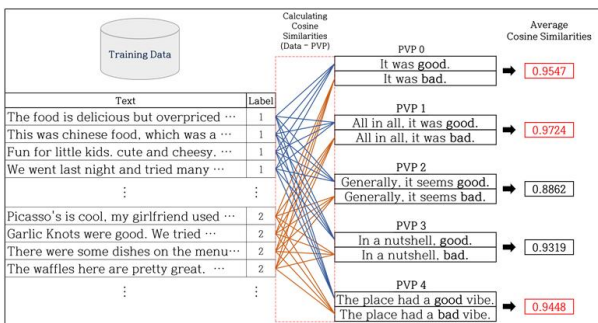 Training Data
Calculating
Cosine
Similarities
(Data - PVP)
Average
Cosine Similarities
Text Label
The food is delicious but overpriced ⋯ 1
This was chinese food, which was a ⋯ 1
Fun for little kids. cute and cheesy. ⋯ 1
We went last night and tried many ⋯ 1
⋮ ⋮
Picasso's is cool, my girlfriend used ⋯ 2
Garlic Knots were good. We tried ⋯ 2
There were some dishes on the menu⋯ 2
The waffles here are pretty great. ⋯ 2
⋮ ⋮
PVP 0
It was good.
It was bad.
0.9547
PVP 1
All in all, it was good.
All in all, it was bad.
0.9724
PVP 2
Generally, it seems good.
Generally, it seems bad.
0.8862
PVP 3
In a nutshell, good.
In a nutshell, bad.
0.9319
PVP 4
The place had a good vibe.
The place had a bad vibe.
0.9448